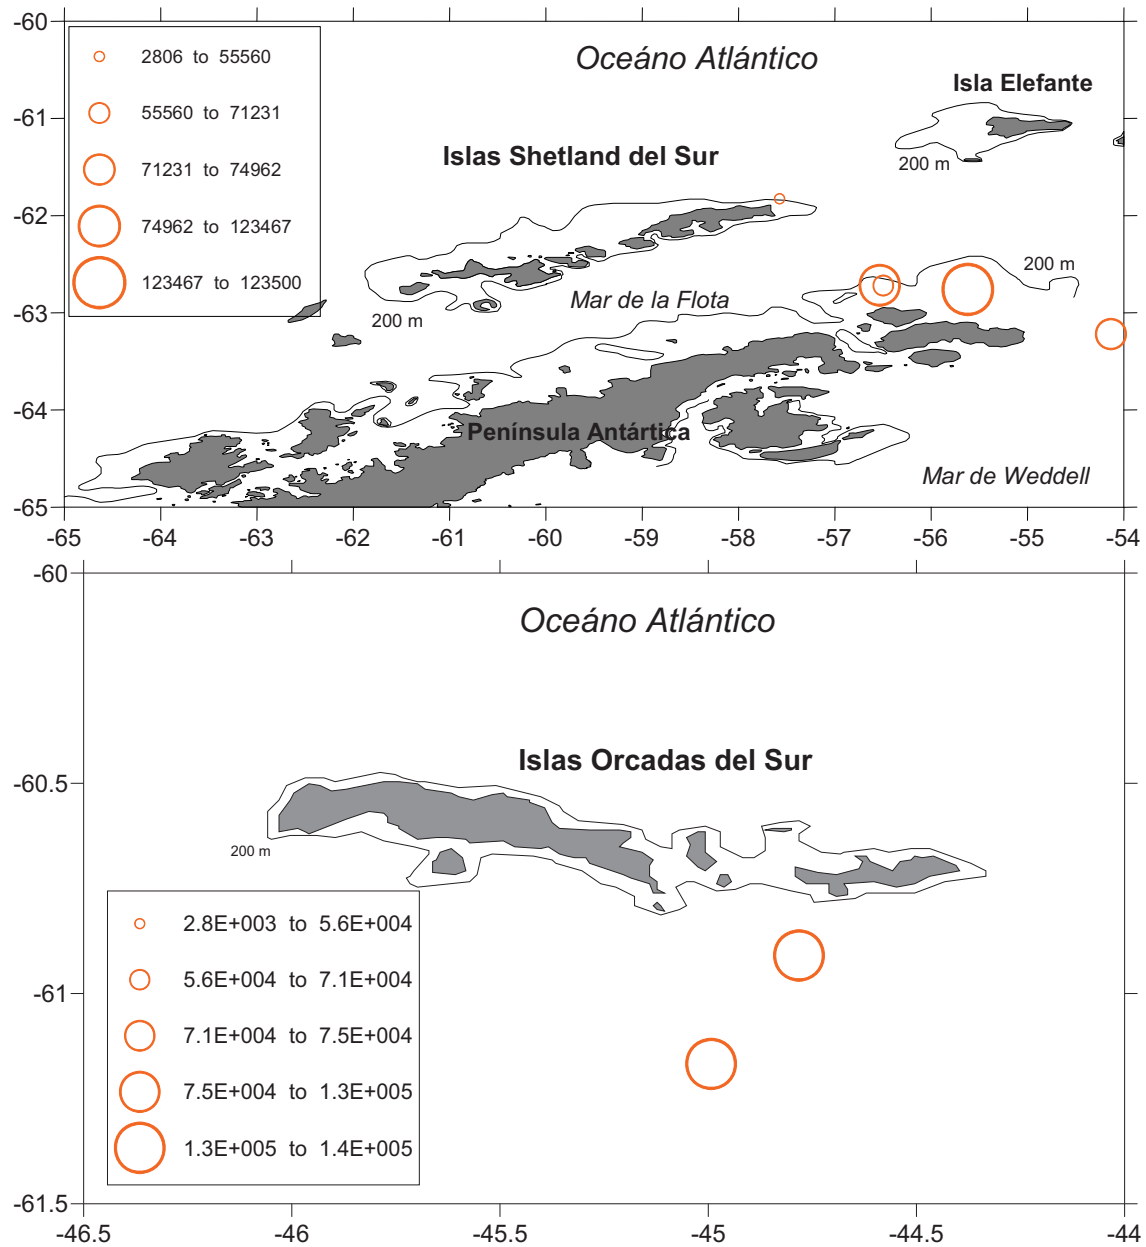 -60
Oceáno Atlántico
2806 to 55560
Isla Elefante
55560 to 71231
-61
Islas Shetland del Sur
200 m
71231 to 74962
-62
74962 to 123467
200 m
123467 to 123500
Mar de la Flota
-63
200 m
-64
Península Antártica
Mar de Weddell
-65
-65 -64 -63 -62 -61 -60 -59 -58 -57 -56 -55 -54
-60
Oceáno Atlántico
Islas Orcadas del Sur
-60.5
200 m
2.8E+003 to 5.6E+004
5.6E+004 to 7.1E+004
-61
7.1E+004 to 7.5E+004
7.5E+004 to 1.3E+005
1.3E+005 to 1.4E+005
-61.5
-46.5 -46 -45.5 -45 -44.5 -44